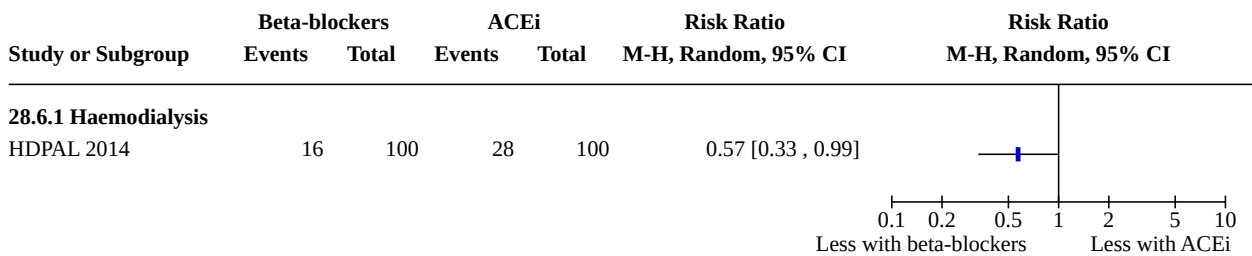 Beta-blockers ACEi Risk Ratio Risk Ratio
Study or Subgroup Events Total Events Total M-H, Random, 95% CI M-H, Random, 95% CI
28.6.1 Haemodialysis
HDPAL 2014 16 100 28 100 0.57 [0.33 , 0.99]
0.1 0.2 0.5 1 2 5 10
Less with beta-blockers Less with ACEi